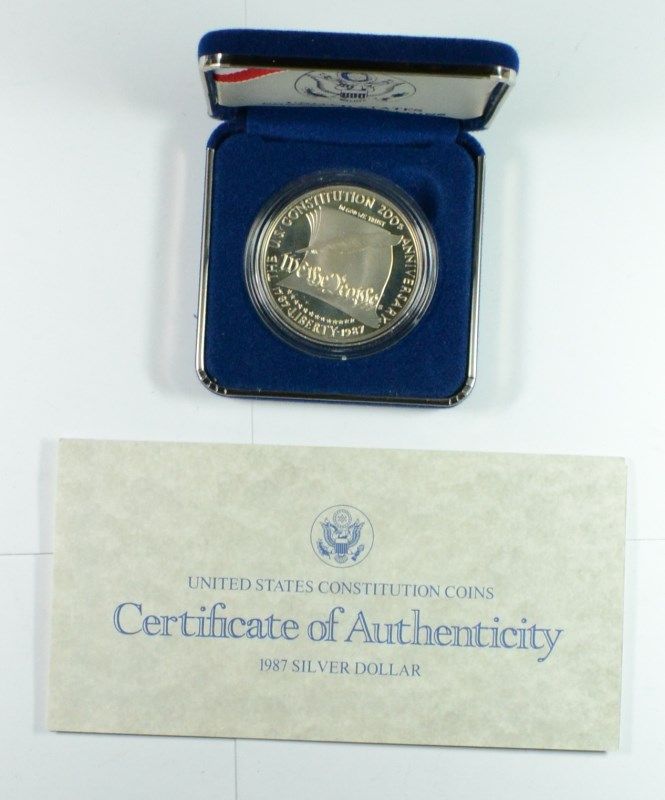 THE U.S. CONSTITUTION 200th ANNIVERSARY
IN GOD WE TRUST
We the People
1787 LIBERTY 1987
UNITED STATES CONSTITUTION COINS
Certificate of Authenticity
1987 SILVER DOLLAR